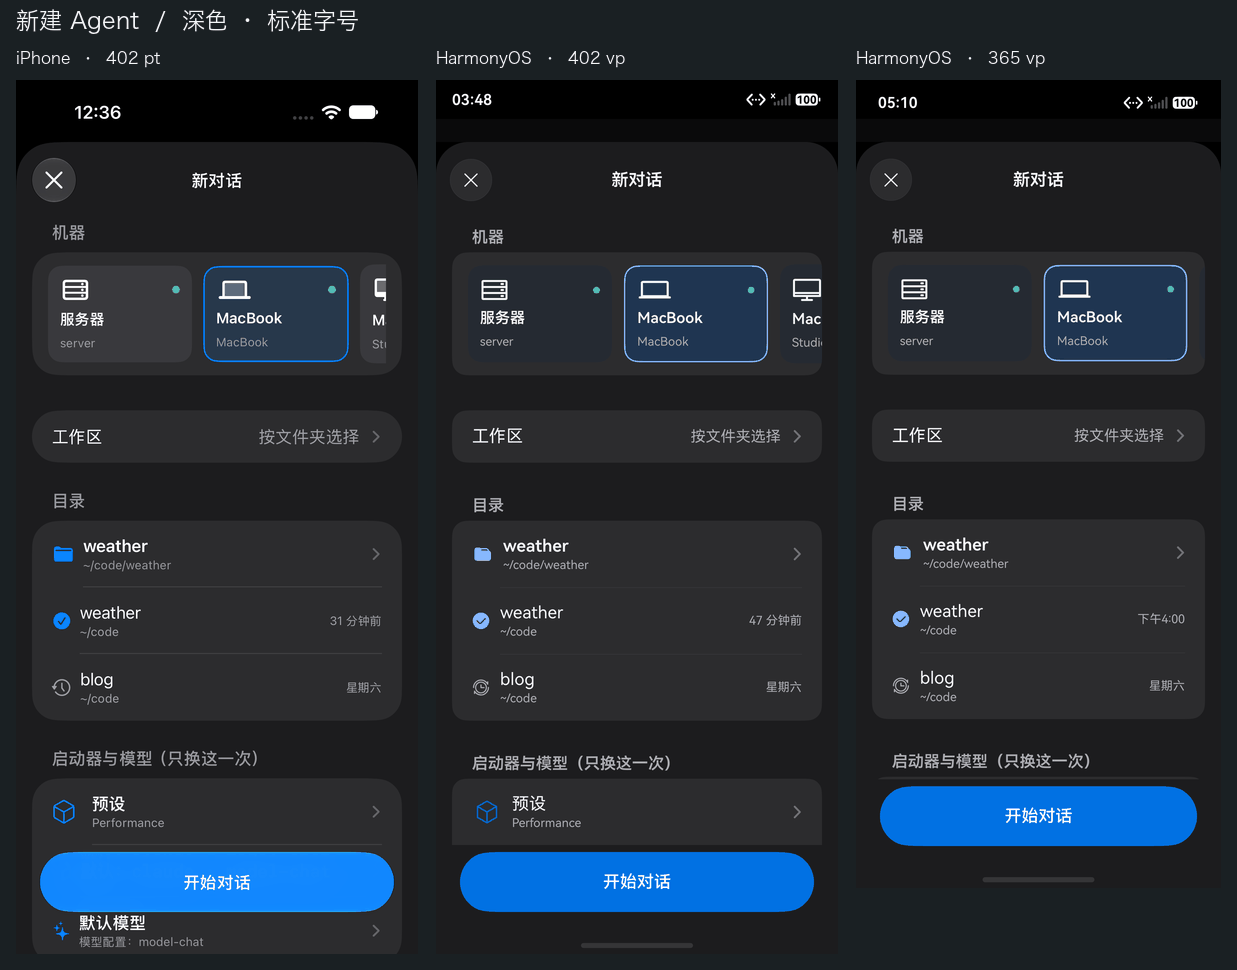 新建 Agent / 深色 · 标准字号
iPhone · 402 pt
12:36
新对话
机器
服务器
server
MacBook
MacBook
M
St
工作区
按文件夹选择
目录
weather
~/code/weather
weather
~/code
31 分钟前
blog
~/code
星期六
启动器与模型（只换这一次）
预设
Performance
开始对话
默认模型
模型配置：model-chat
HarmonyOS · 402 vp
03:48
100
新对话
机器
服务器
server
MacBook
MacBook
Mac
Studi
工作区
按文件夹选择
目录
weather
~/code/weather
weather
~/code
47 分钟前
blog
~/code
星期六
启动器与模型（只换这一次）
预设
Performance
开始对话
HarmonyOS · 365 vp
05:10
100
新对话
机器
服务器
server
MacBook
MacBook
工作区
按文件夹选择
目录
weather
~/code/weather
weather
~/code
下午4:00
blog
~/code
星期六
启动器与模型（只换这一次）
开始对话